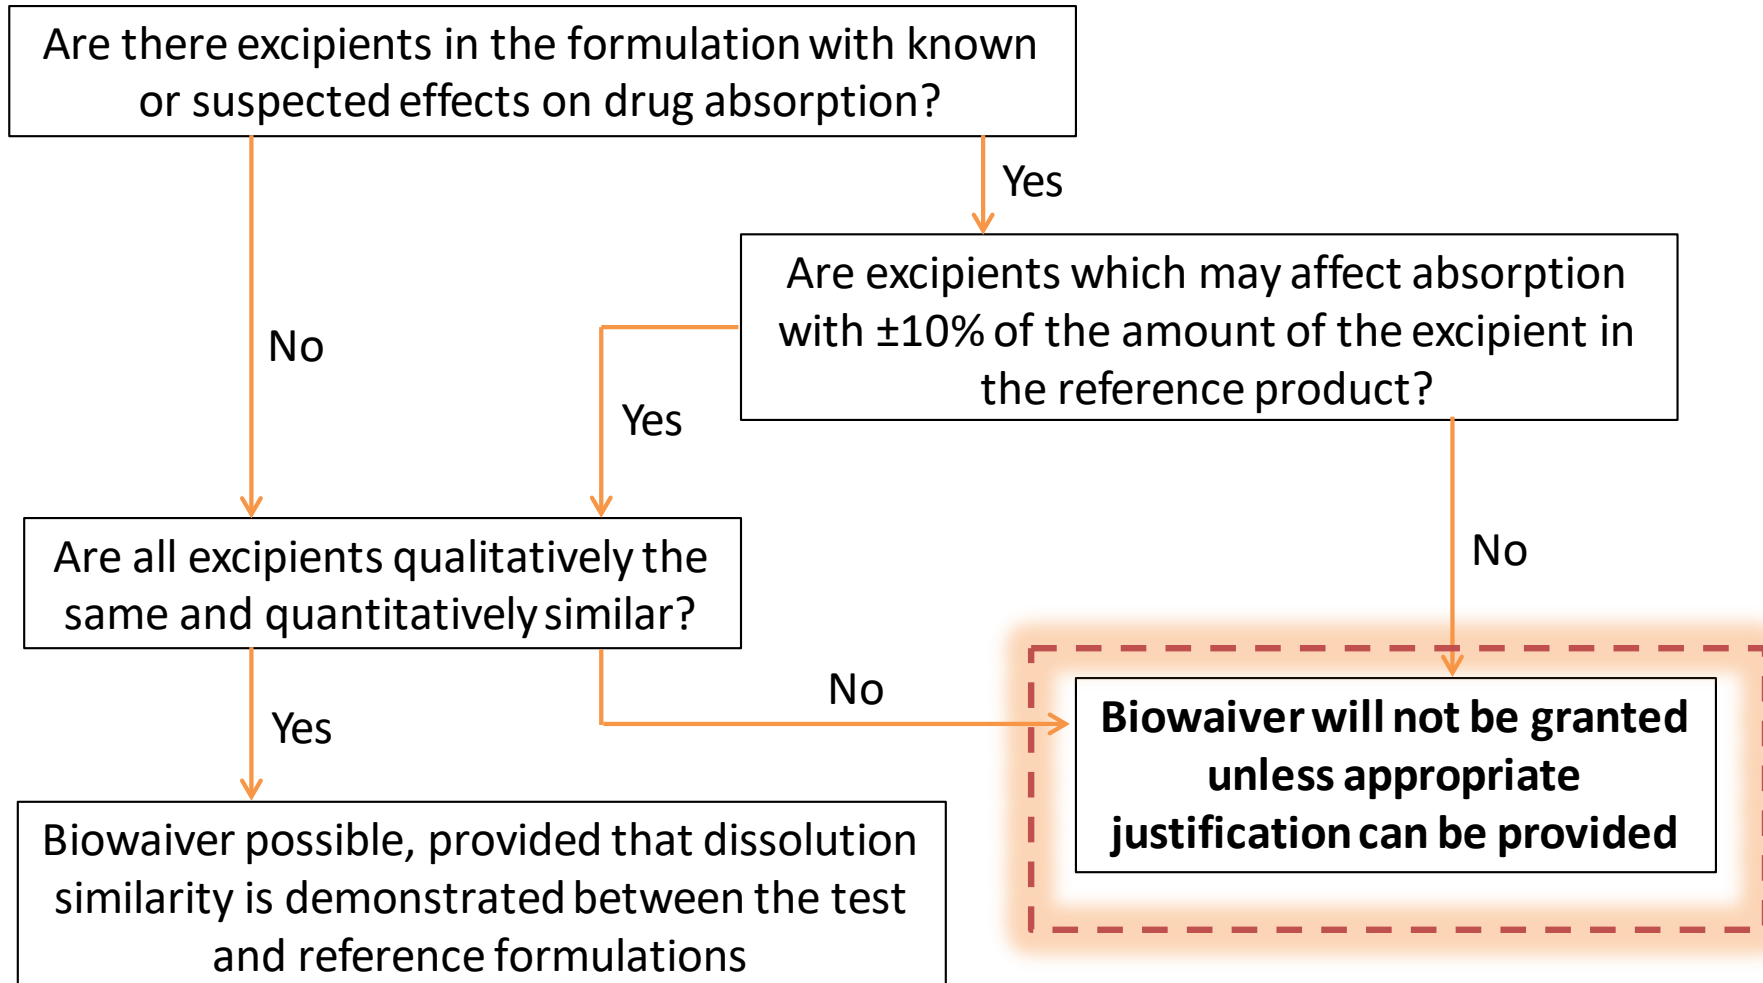 Are there excipients in the formulation with known
or suspected effects on drug absorption?
Yes
Are excipients which may affect absorption
with ±10% of the amount of the excipient in
the reference product?
No
Yes
Are all excipients qualitatively the
same and quantitatively similar?
No
No
Biowaiver will not be granted
unless appropriate
justification can be provided
Yes
Biowaiver possible, provided that dissolution
similarity is demonstrated between the test
and reference formulations